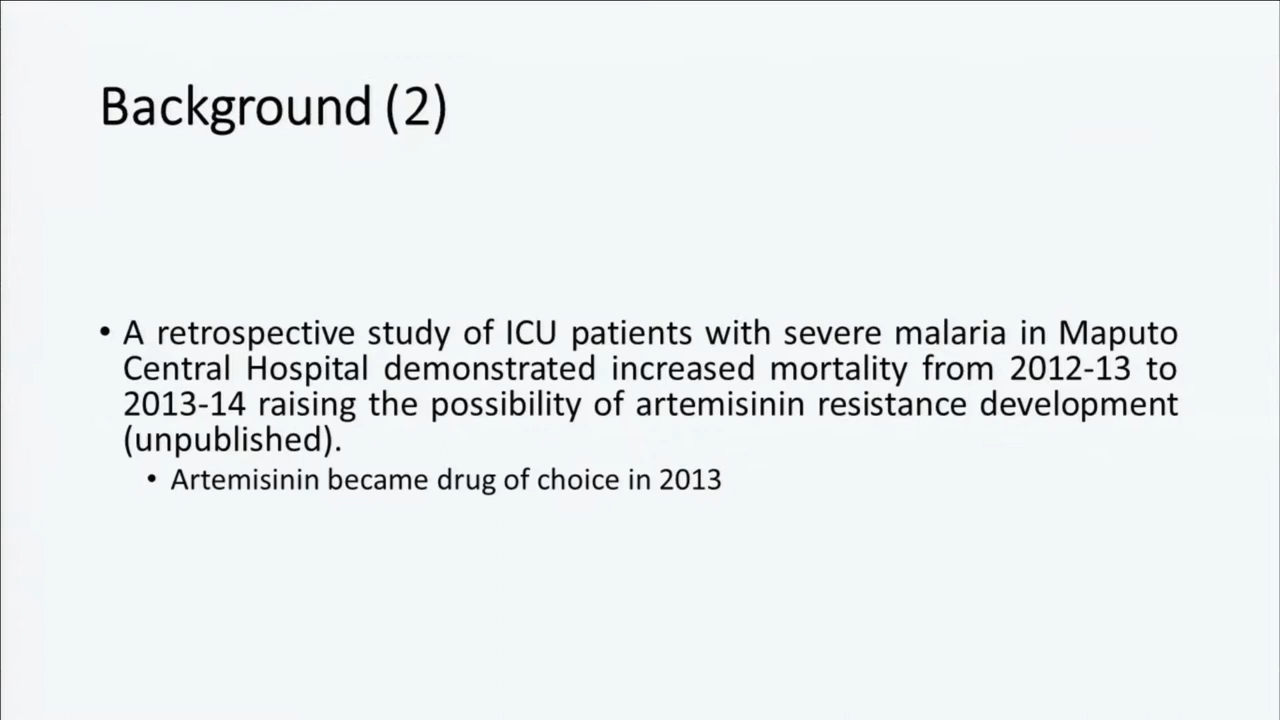 Background (2)
• A retrospective study of ICU patients with severe malaria in Maputo
Central Hospital demonstrated increased mortality from 2012-13 to
2013-14 raising the possibility of artemisinin resistance development
(unpublished).
• Artemisinin became drug of choice in 2013